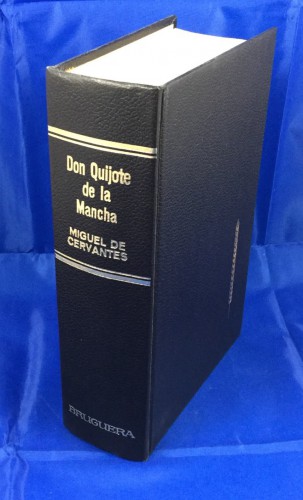 Don Quijote
de la
Mancha
MIGUEL DE
CERVANTES
BRUGUERA